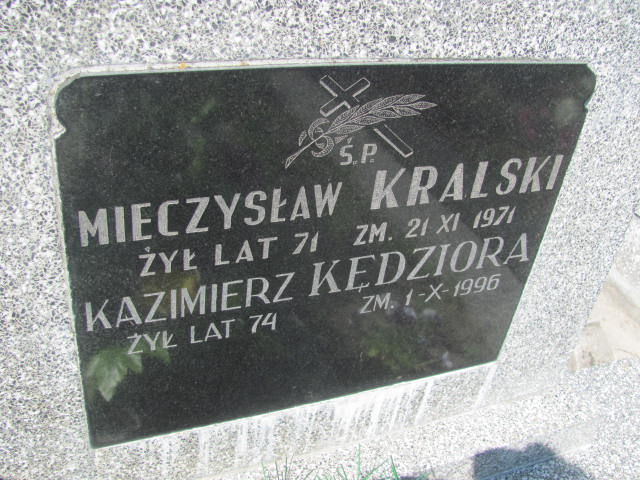 Ś.P.
MIECZYSŁAW KRALSKI
ŻYŁ LAT 71 ZM. 21 XI 1971
KAZIMIERZ KĘDZIORA
ŻYŁ LAT 74 ZM. 1-X-1996